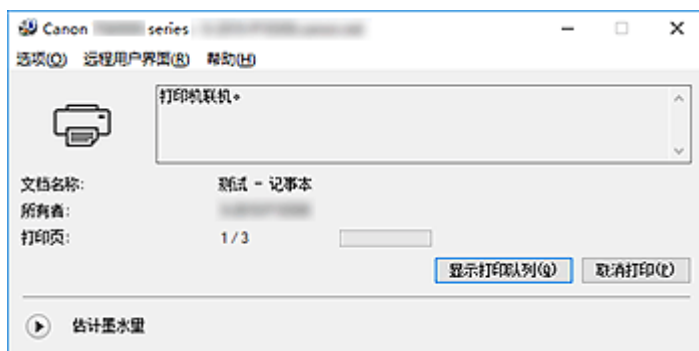 Canon series
选项(O) 远程用户界面(R) 帮助(H)
打印机联机。
文档名称: 测试 - 记事本
所有者:
打印页: 1/3
显示打印队列(Q) 取消打印(P)
估计墨水量